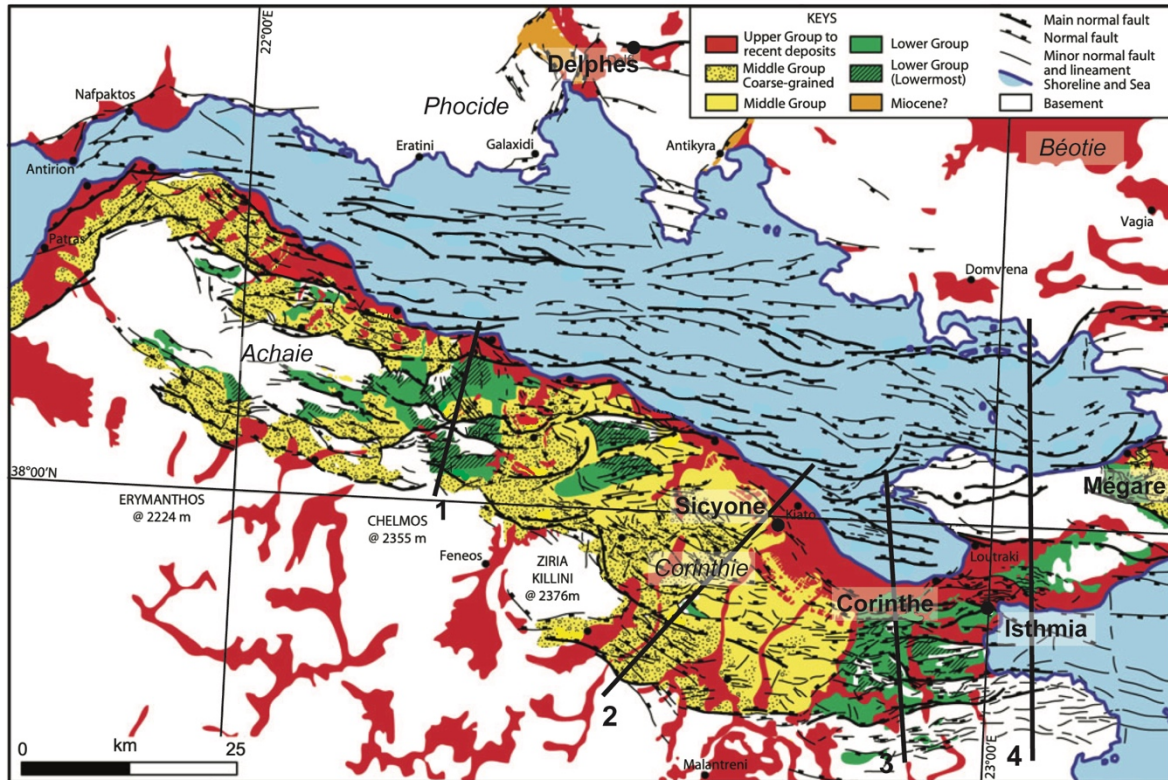 22°00'E
KEYS
Upper Group to
recent deposits
Middle Group
Coarse-grained
Middle Group
Lower Group
Lower Group
(Lowermost)
Miocene?
Main normal fault
Normal fault
Minor normal fault
and lineament
Shoreline and Sea
Basement
Delphes
Nafpaktos
Phocide
Béotie
Eratini
Galaxidi
Antikyra
Antirion
Vagia
Patras
Domvrena
Achaie
38°00'N
Mégare
ERYMANTHOS
@ 2224 m
1
CHELMOS
@ 2355 m
Sicyone
Kiato
Feneos
ZIRIA
KILLINI
@ 2376m
Corinthie
Loutraki
Corinthe
Isthmia
2
23°00'E
3
4
0
km
25
Malantreni